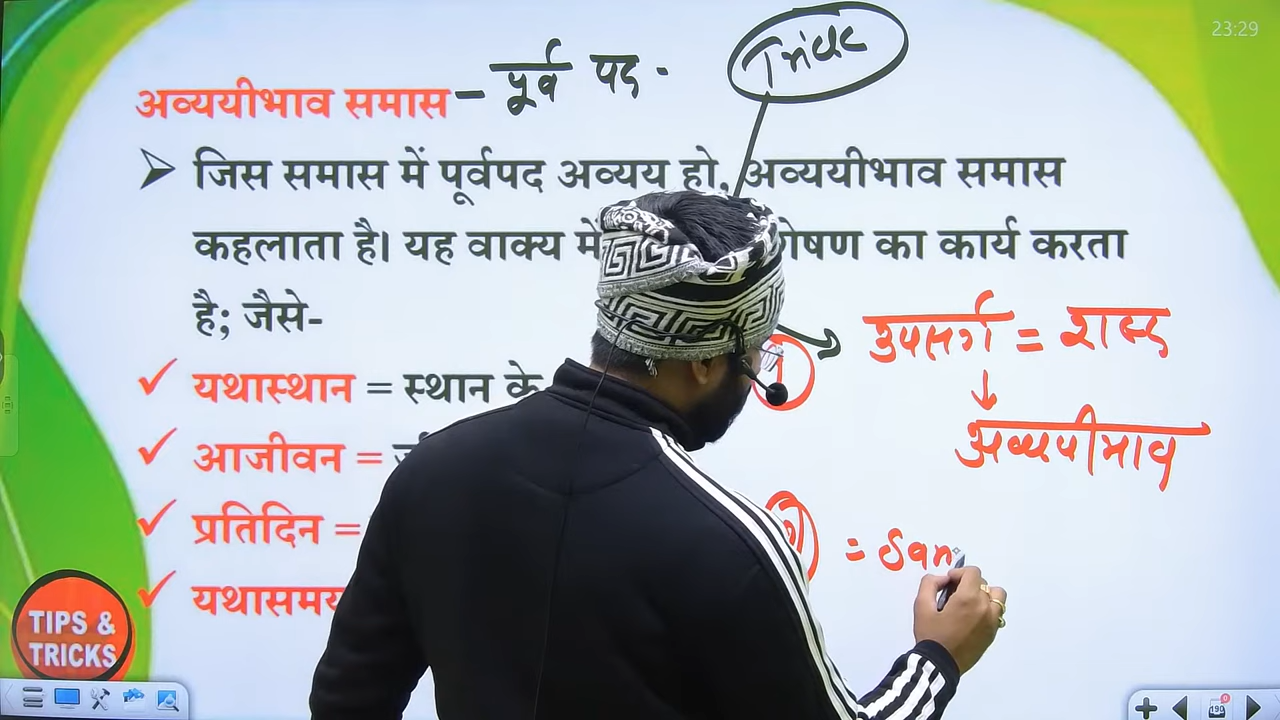 23:29
Trick
अव्ययीभाव समास – पूर्व पद .
जिस समास में पूर्वपद अव्यय हो, अव्ययीभाव समास
कहलाता है। यह वाक्य में का कार्य करता
है; जैसे-
उपसर्ग = शब्द
यथास्थान = स्थान के
अव्ययीभाव
आजीवन =
प्रतिदिन =
= San
यथासमय
TIPS &
TRICKS
190